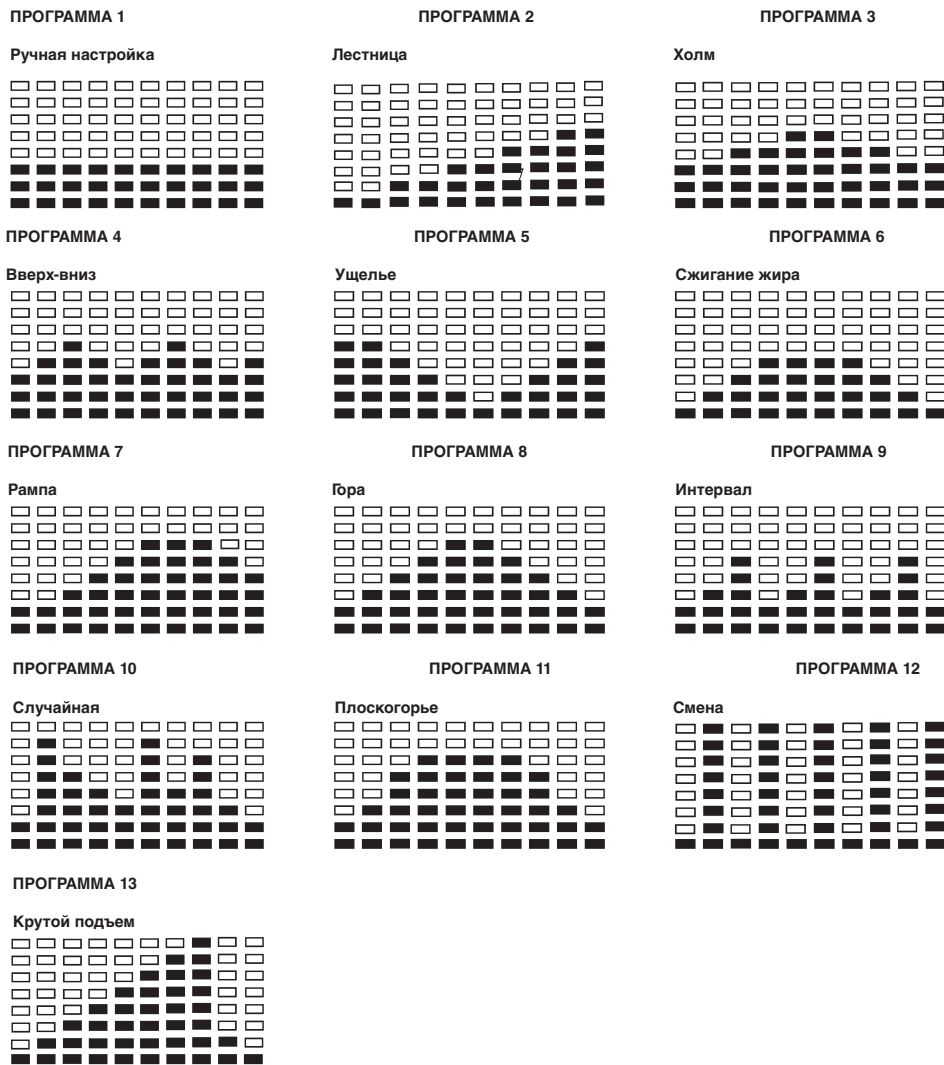 ПРОГРАММА 1
ПРОГРАММА 2
ПРОГРАММА 3
Ручная настройка
Лестница
Холм
ПРОГРАММА 4
ПРОГРАММА 5
ПРОГРАММА 6
Вверх-вниз
Ущелье
Сжигание жира
ПРОГРАММА 7
ПРОГРАММА 8
ПРОГРАММА 9
Рампа
Гора
Интервал
ПРОГРАММА 10
ПРОГРАММА 11
ПРОГРАММА 12
Случайная
Плоскогорье
Смена
ПРОГРАММА 13
Крутой подъем